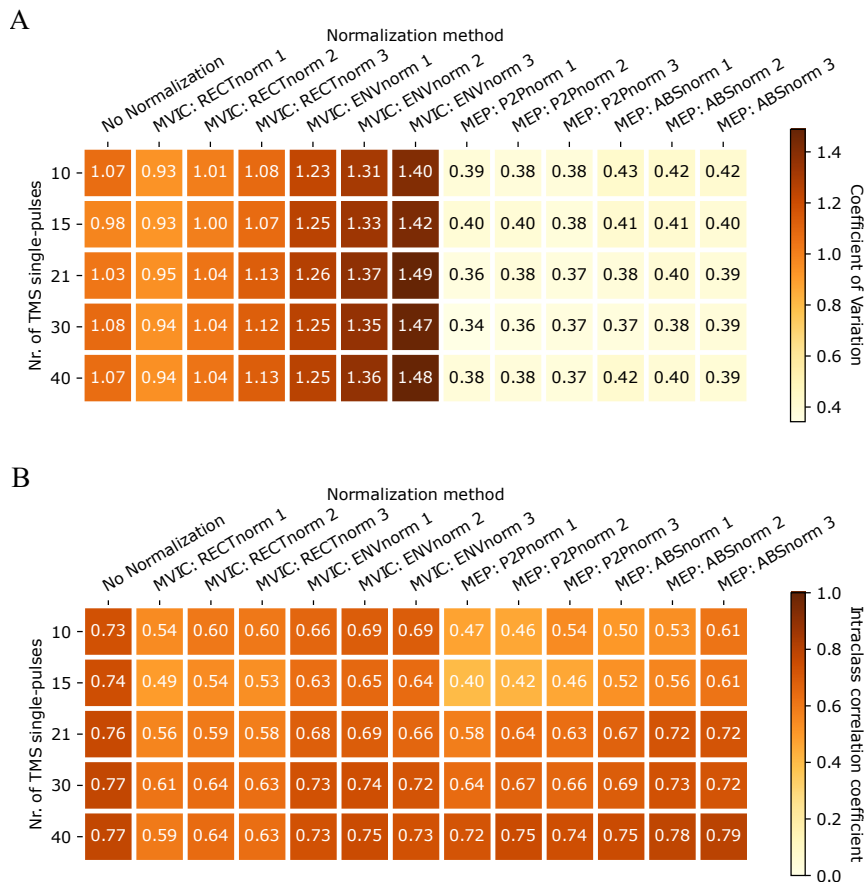 A
Normalization method
No Normalization
MVIC: RECTnorm 1
MVIC: RECTnorm 2
MVIC: RECTnorm 3
MVIC: ENVnorm 1
MVIC: ENVnorm 2
MVIC: ENVnorm 3
MEP: P2Pnorm 1
MEP: P2Pnorm 2
MEP: P2Pnorm 3
MEP: ABSnorm 1
MEP: ABSnorm 2
MEP: ABSnorm 3
Nr. of TMS single-pulses
10 1.07 0.93 1.01 1.08 1.23 1.31 1.40 0.39 0.38 0.38 0.43 0.42 0.42
15 0.98 0.93 1.00 1.07 1.25 1.33 1.42 0.40 0.40 0.38 0.41 0.41 0.40
21 1.03 0.95 1.04 1.13 1.26 1.37 1.49 0.36 0.38 0.37 0.38 0.40 0.39
30 1.08 0.94 1.04 1.12 1.25 1.35 1.47 0.34 0.36 0.37 0.37 0.38 0.39
40 1.07 0.94 1.04 1.13 1.25 1.36 1.48 0.38 0.38 0.37 0.42 0.40 0.39
1.4
1.2
1.0
0.8
0.6
0.4
Coefficient of Variation
B
Normalization method
No Normalization
MVIC: RECTnorm 1
MVIC: RECTnorm 2
MVIC: RECTnorm 3
MVIC: ENVnorm 1
MVIC: ENVnorm 2
MVIC: ENVnorm 3
MEP: P2Pnorm 1
MEP: P2Pnorm 2
MEP: P2Pnorm 3
MEP: ABSnorm 1
MEP: ABSnorm 2
MEP: ABSnorm 3
Nr. of TMS single-pulses
10 0.73 0.54 0.60 0.60 0.66 0.69 0.69 0.47 0.46 0.54 0.50 0.53 0.61
15 0.74 0.49 0.54 0.53 0.63 0.65 0.64 0.40 0.42 0.46 0.52 0.56 0.61
21 0.76 0.56 0.59 0.58 0.68 0.69 0.66 0.58 0.64 0.63 0.67 0.72 0.72
30 0.77 0.61 0.64 0.63 0.73 0.74 0.72 0.64 0.67 0.66 0.69 0.73 0.72
40 0.77 0.59 0.64 0.63 0.73 0.75 0.73 0.72 0.75 0.74 0.75 0.78 0.79
1.0
0.8
0.6
0.4
0.2
0.0
Intraclass correlation coefficient